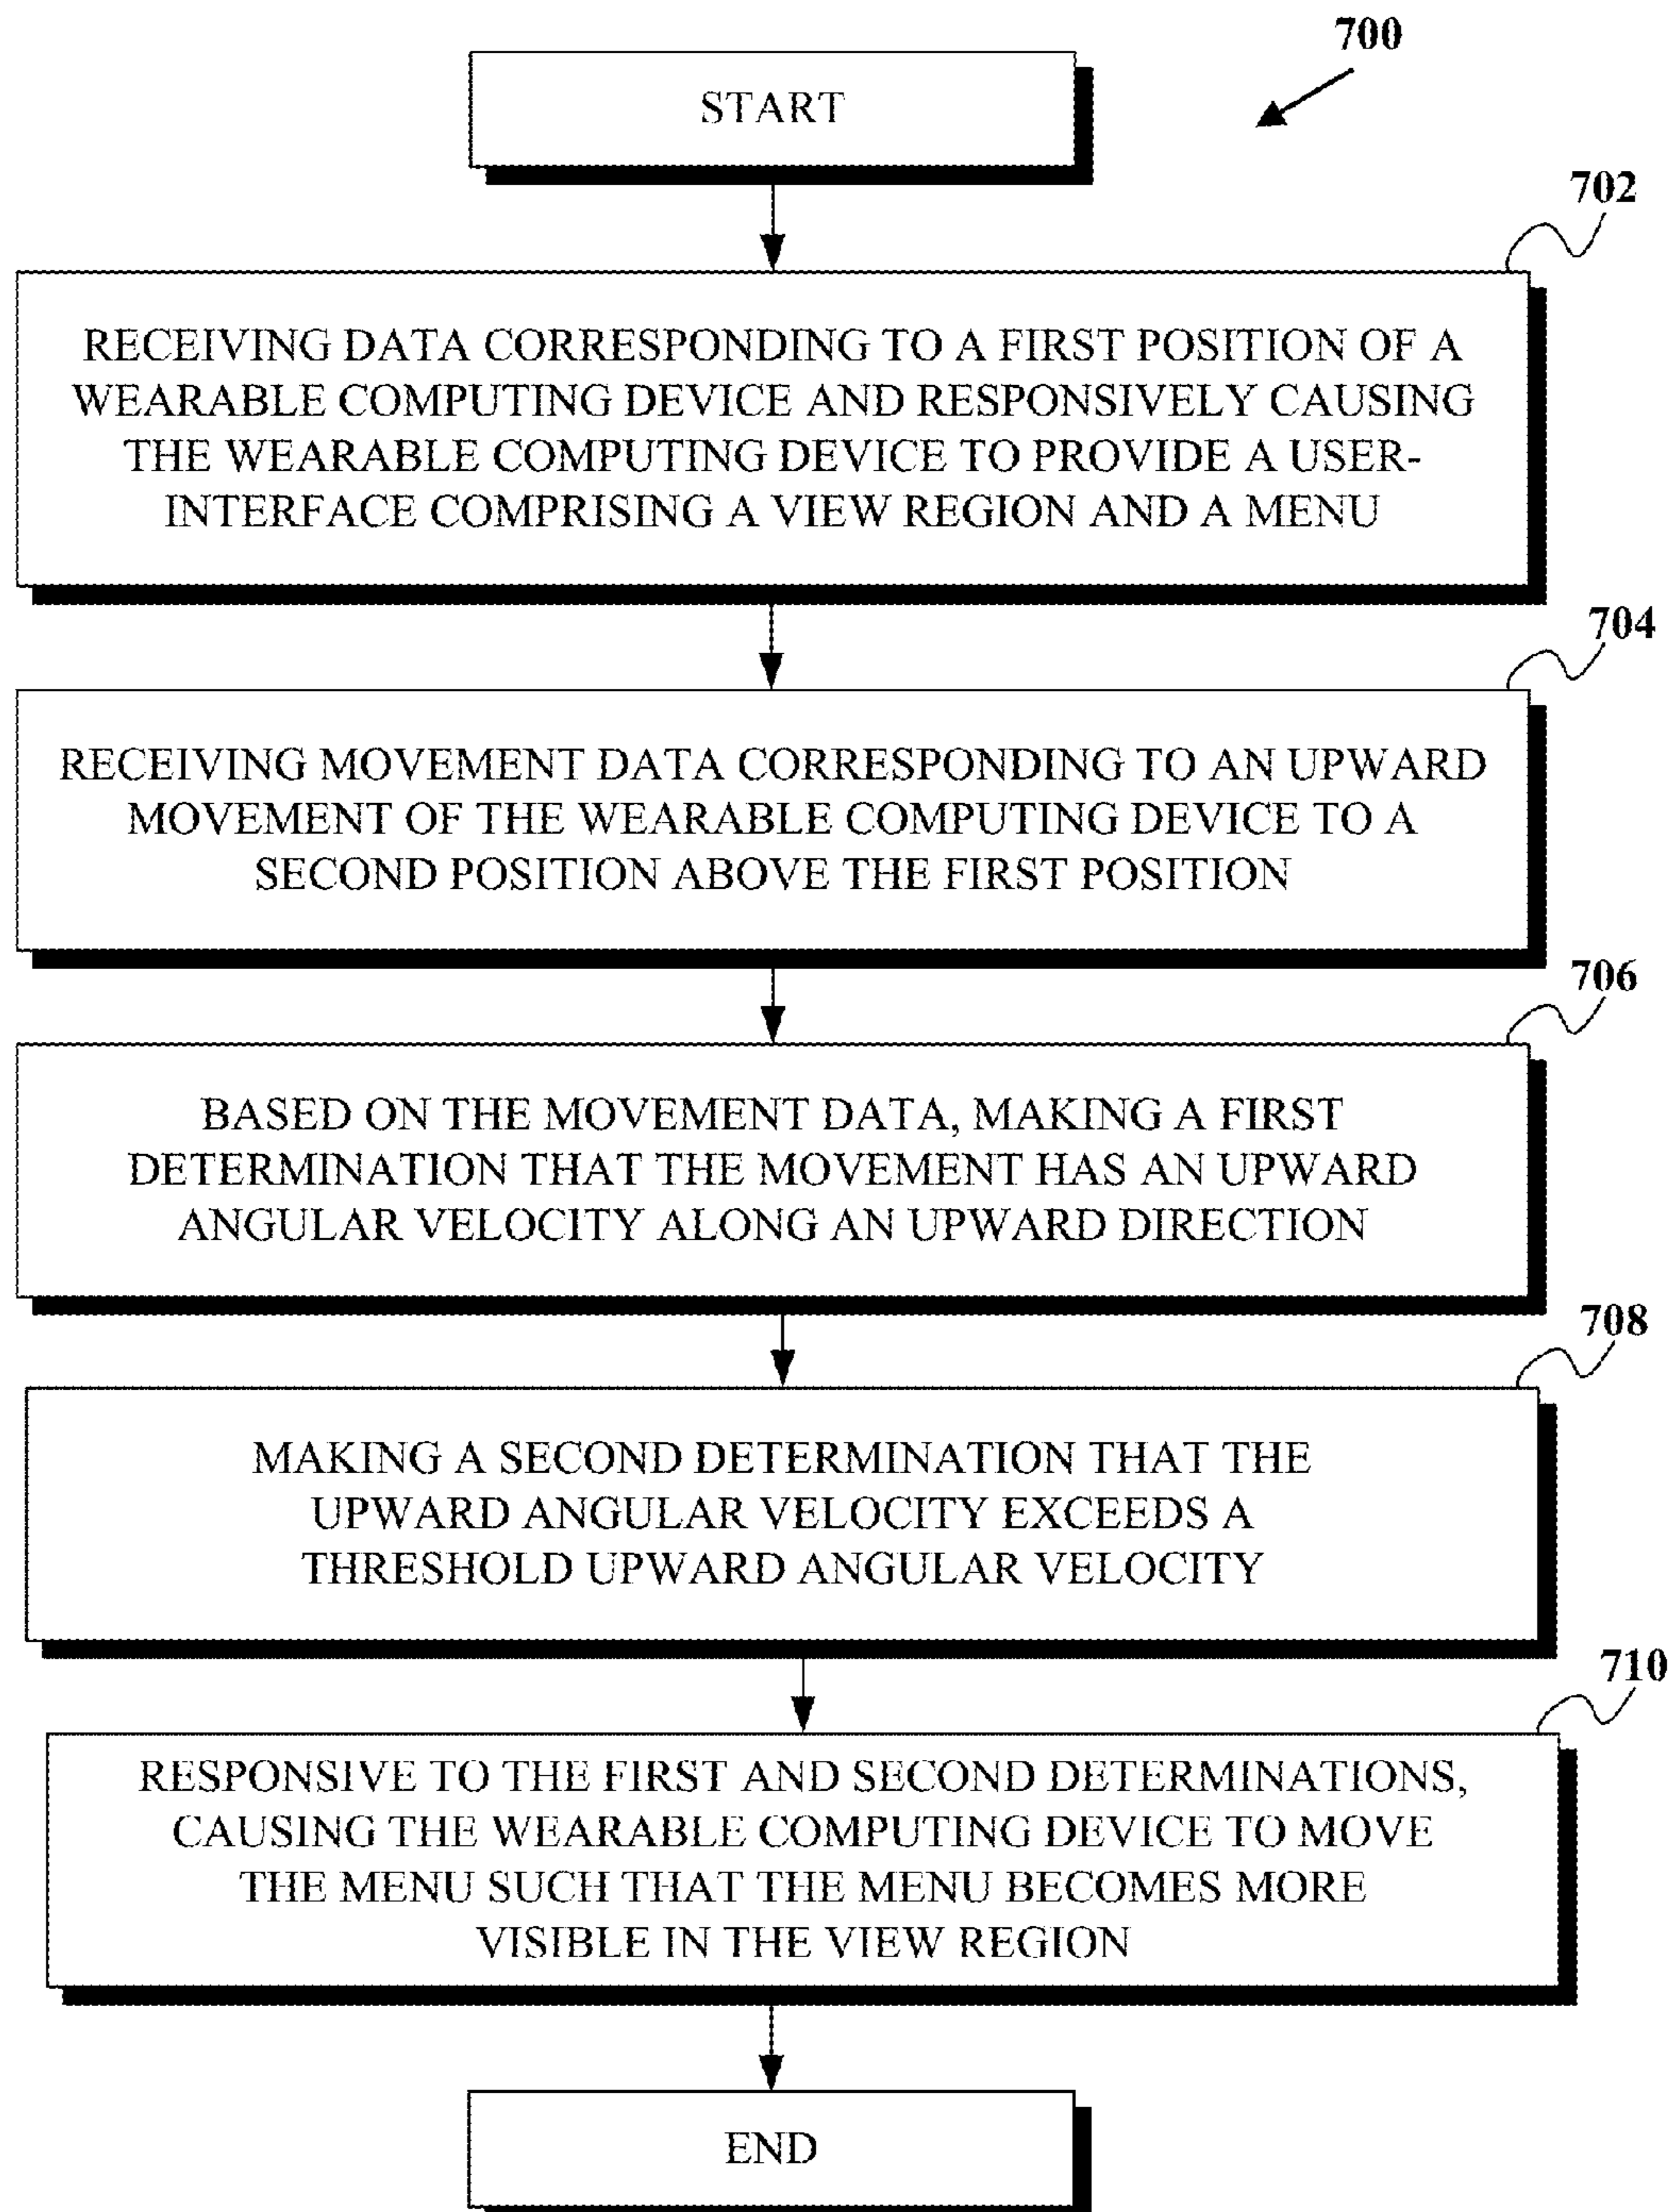 700
START
702
RECEIVING DATA CORRESPONDING TO A FIRST POSITION OF A
WEARABLE COMPUTING DEVICE AND RESPONSIVELY CAUSING
THE WEARABLE COMPUTING DEVICE TO PROVIDE A USER-
INTERFACE COMPRISING A VIEW REGION AND A MENU
704
RECEIVING MOVEMENT DATA CORRESPONDING TO AN UPWARD
MOVEMENT OF THE WEARABLE COMPUTING DEVICE TO A
SECOND POSITION ABOVE THE FIRST POSITION
706
BASED ON THE MOVEMENT DATA, MAKING A FIRST
DETERMINATION THAT THE MOVEMENT HAS AN UPWARD
ANGULAR VELOCITY ALONG AN UPWARD DIRECTION
708
MAKING A SECOND DETERMINATION THAT THE
UPWARD ANGULAR VELOCITY EXCEEDS A
THRESHOLD UPWARD ANGULAR VELOCITY
710
RESPONSIVE TO THE FIRST AND SECOND DETERMINATIONS,
CAUSING THE WEARABLE COMPUTING DEVICE TO MOVE
THE MENU SUCH THAT THE MENU BECOMES MORE
VISIBLE IN THE VIEW REGION
END